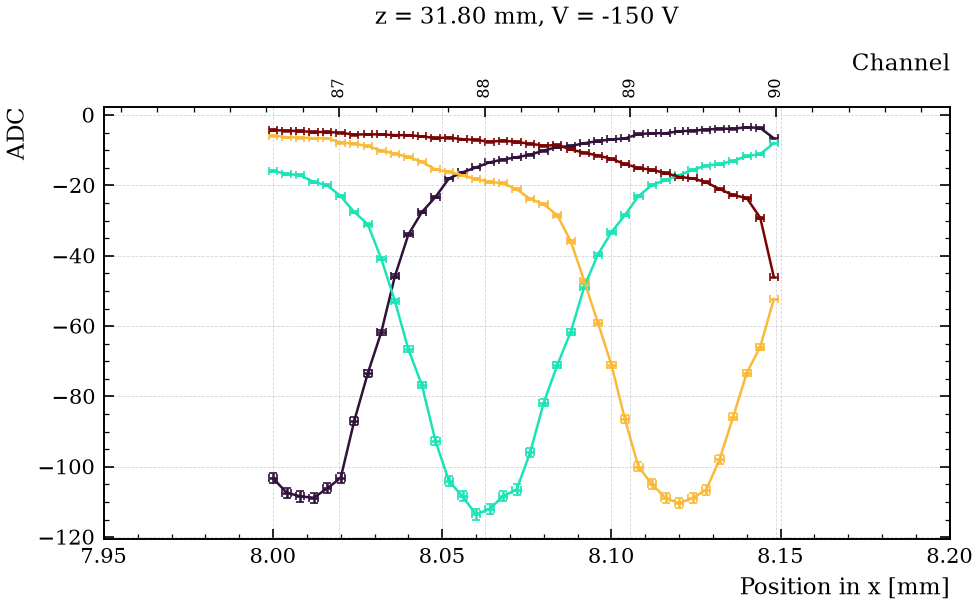 z = 31.80 mm, V = -150 V
Channel
87 88 89 90
ADC
0
−20
−40
−60
−80
−100
−120
7.95 8.00 8.05 8.10 8.15 8.20
Position in x [mm]